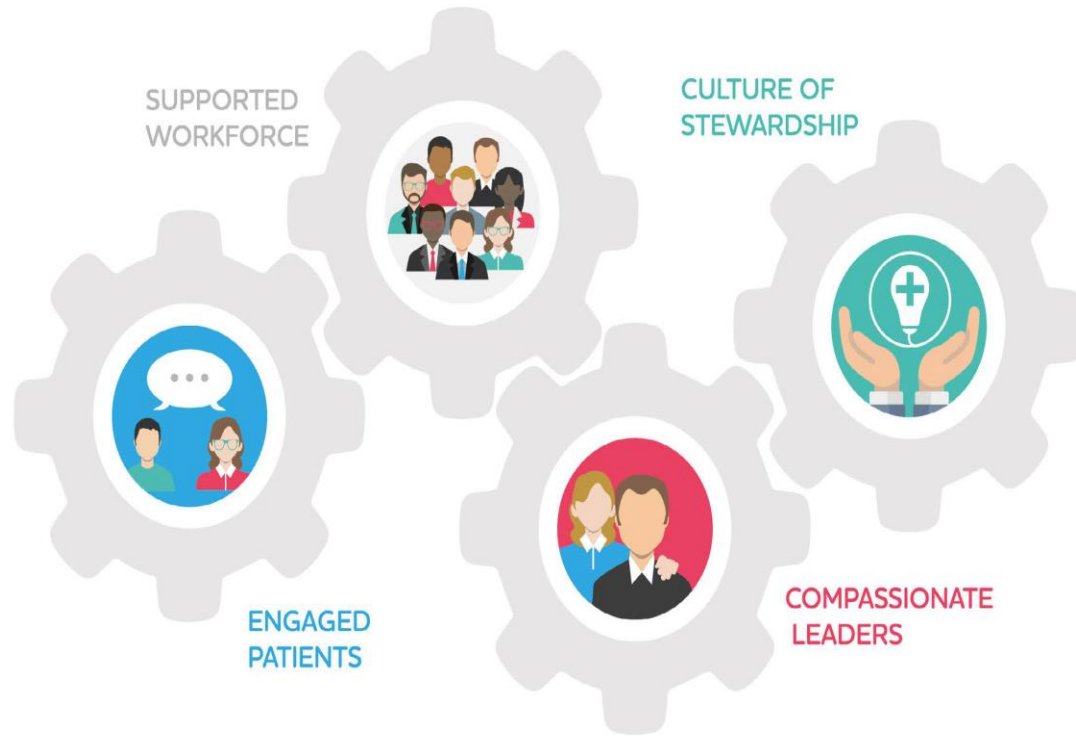 SUPPORTED
WORKFORCE
CULTURE OF
STEWARDSHIP
ENGAGED
PATIENTS
COMPASSIONATE
LEADERS